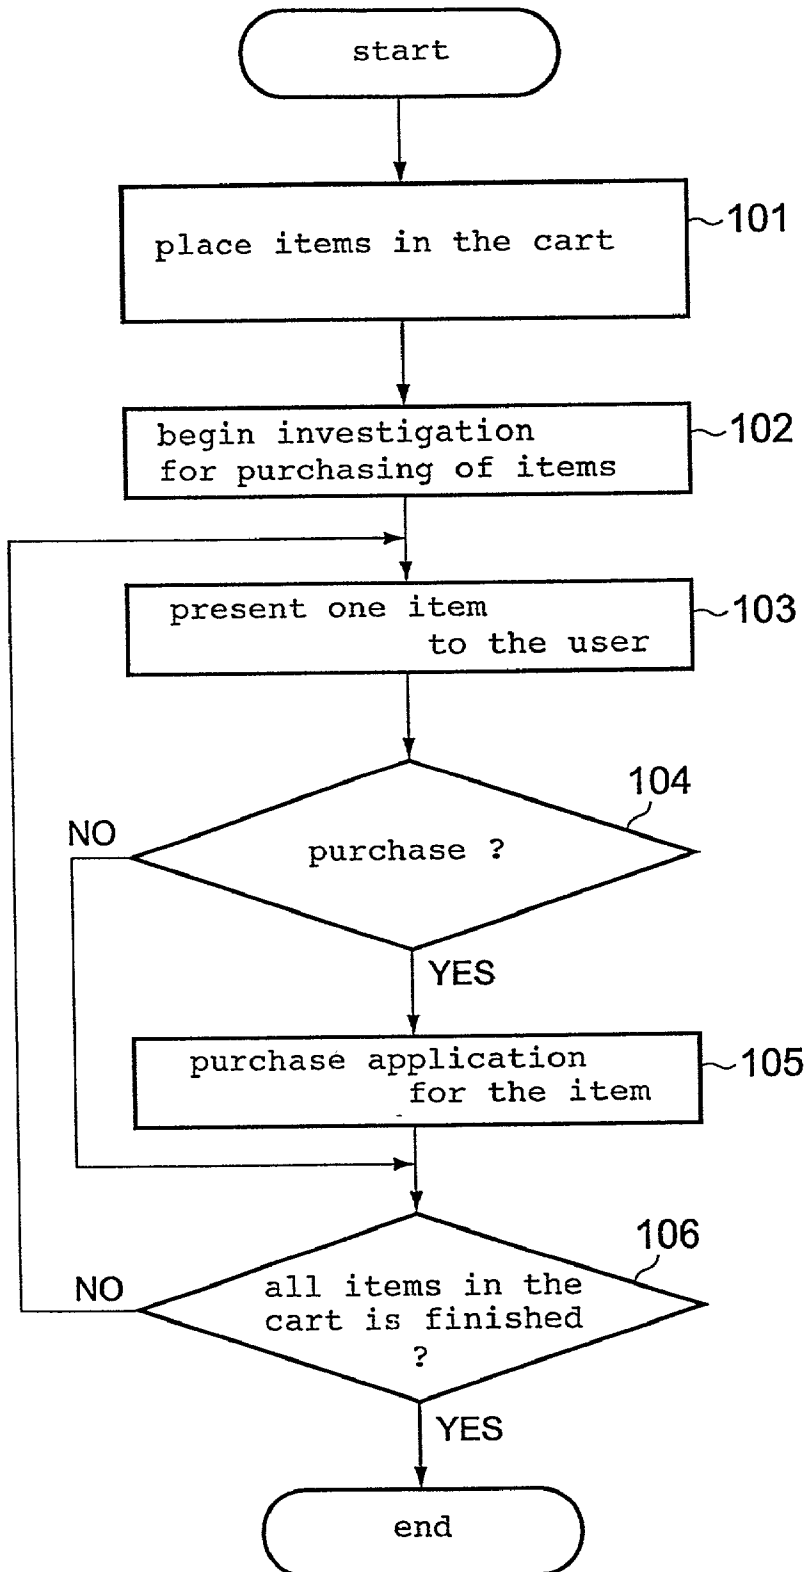 start
place items in the cart
101
begin investigation
for purchasing of items
102
present one item
to the user
103
104
purchase ?
NO
YES
purchase application
for the item
105
106
all items in the
cart is finished
?
NO
YES
end